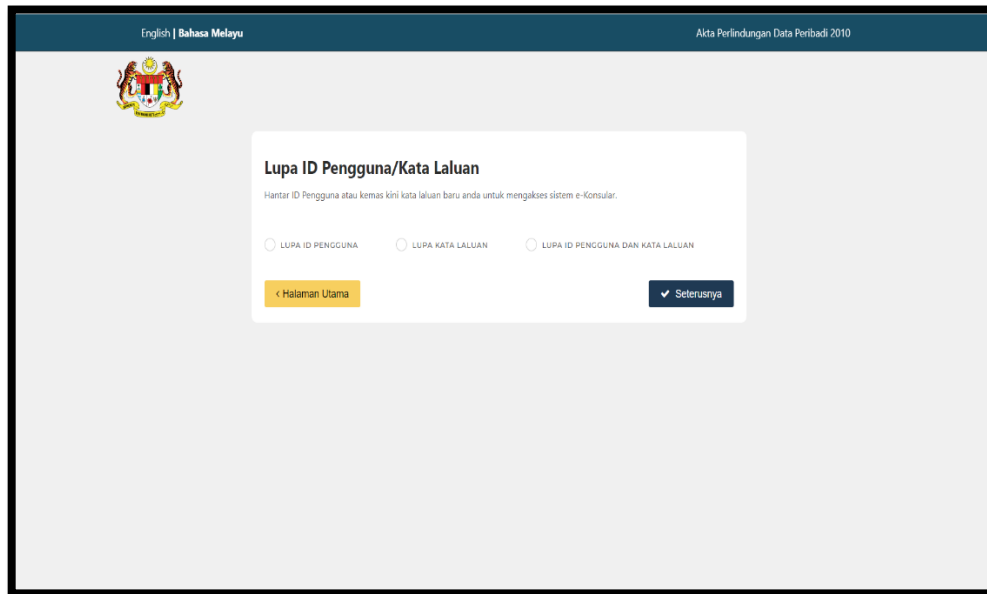 English | Bahasa Melayu
Akta Perlindungan Data Peribadi 2010
Lupa ID Pengguna/Kata Laluan
Hantar ID Pengguna atau kemas kini kata laluan baru anda untuk mengakses sistem e-Konsular.
LUPA ID PENGGUNA
LUPA KATA LALUAN
LUPA ID PENGGUNA DAN KATA LALUAN
< Halaman Utama
✔ Seterusnya